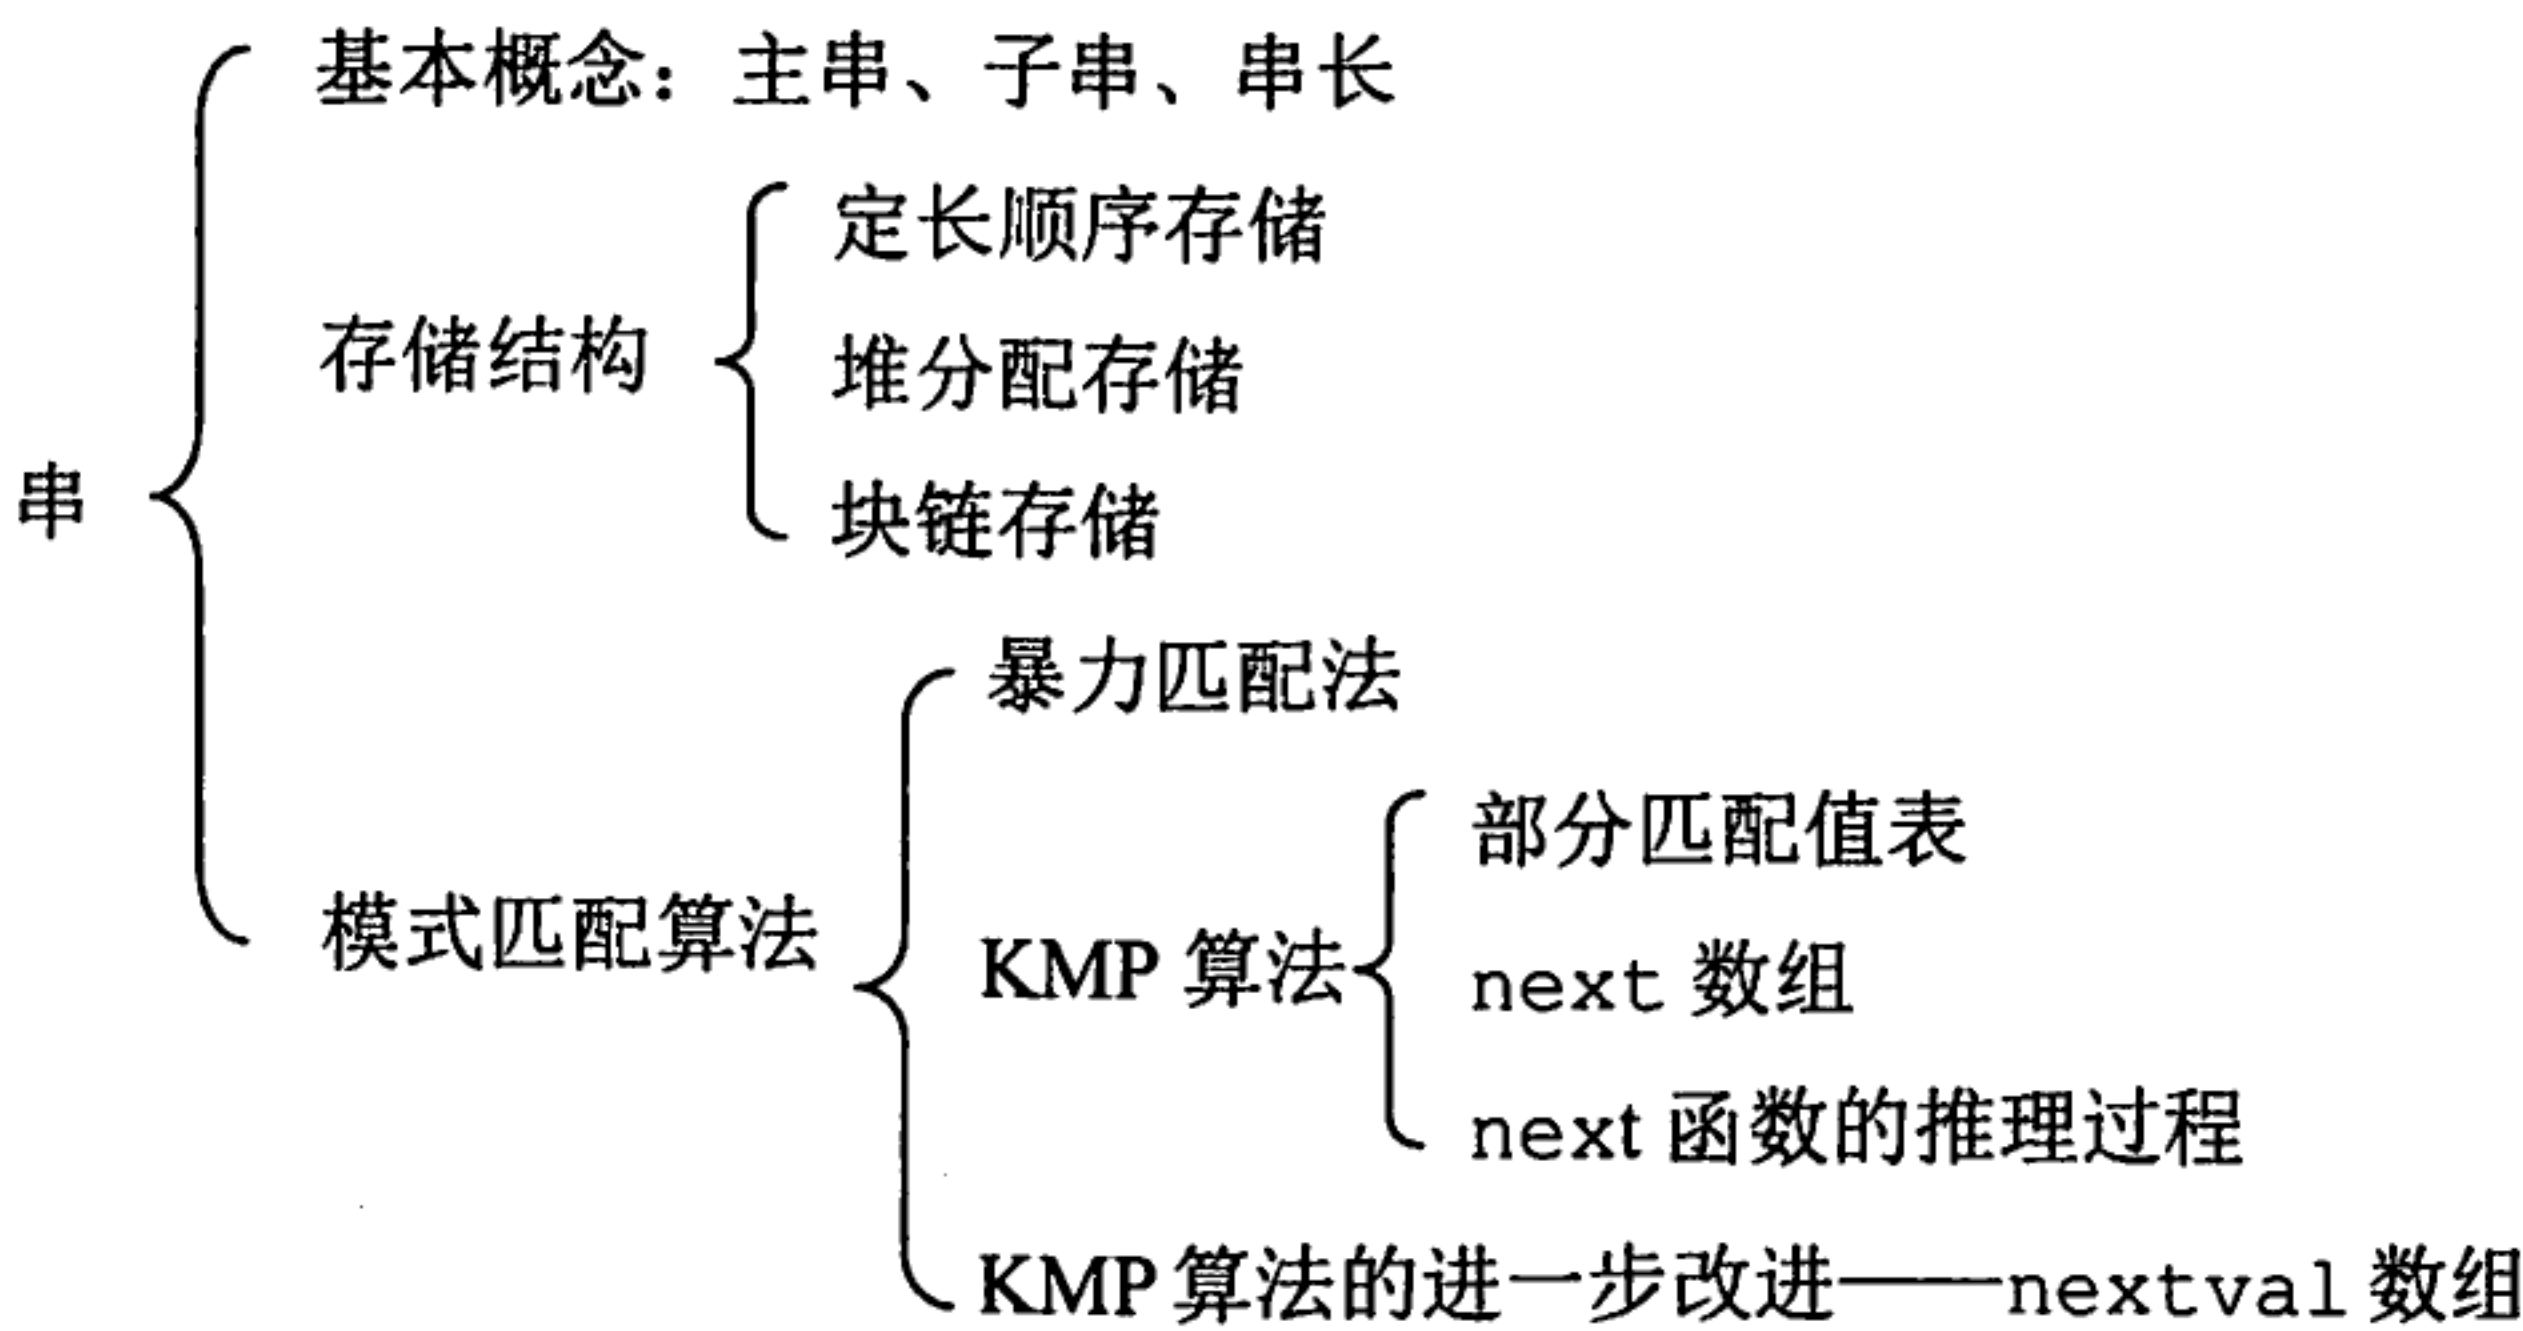 基本概念：主串、子串、串长
定长顺序存储
存储结构
堆分配存储
串
块链存储
暴力匹配法
部分匹配值表
模式匹配算法
KMP 算法
next 数组
next 函数的推理过程
KMP 算法的进一步改进——nextval 数组